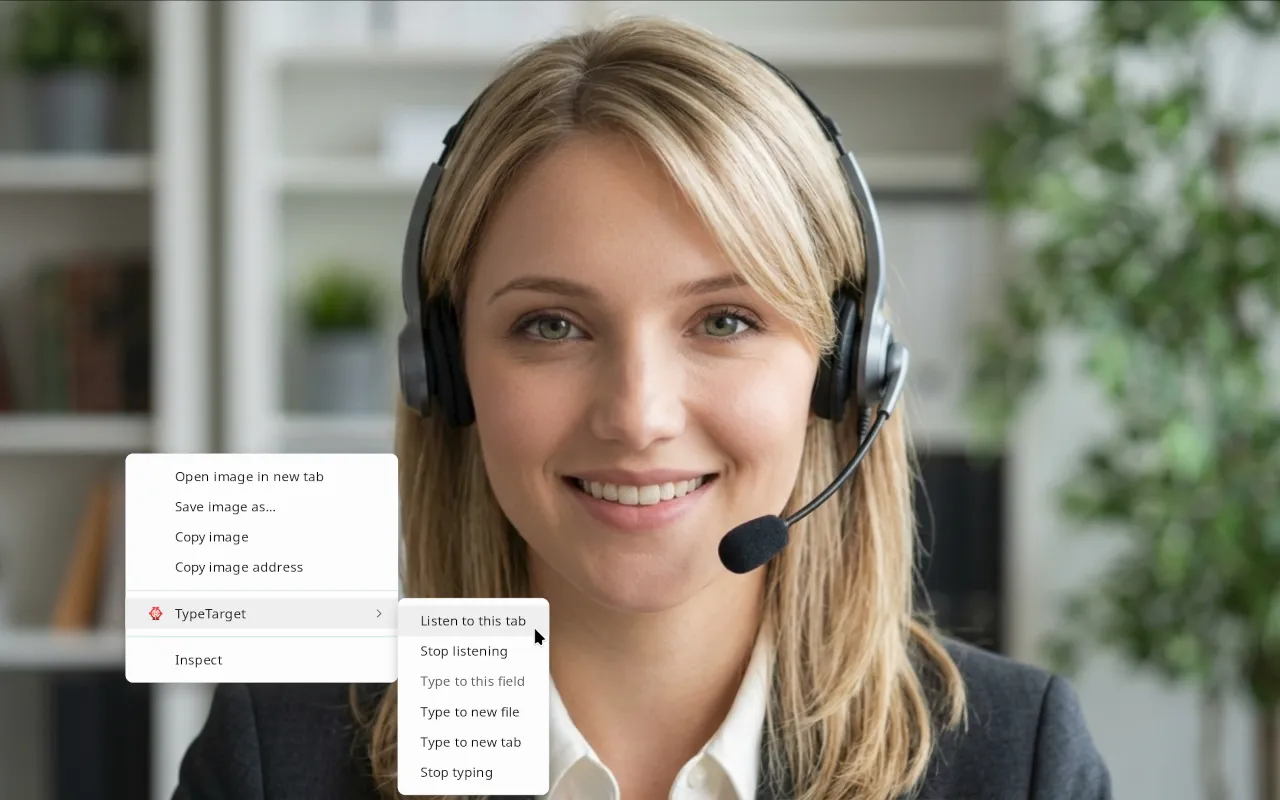 Open image in new tab
Save image as...
Copy image
Copy image address
TypeTarget
Inspect
Listen to this tab
Stop listening
Type to this field
Type to new file
Type to new tab
Stop typing